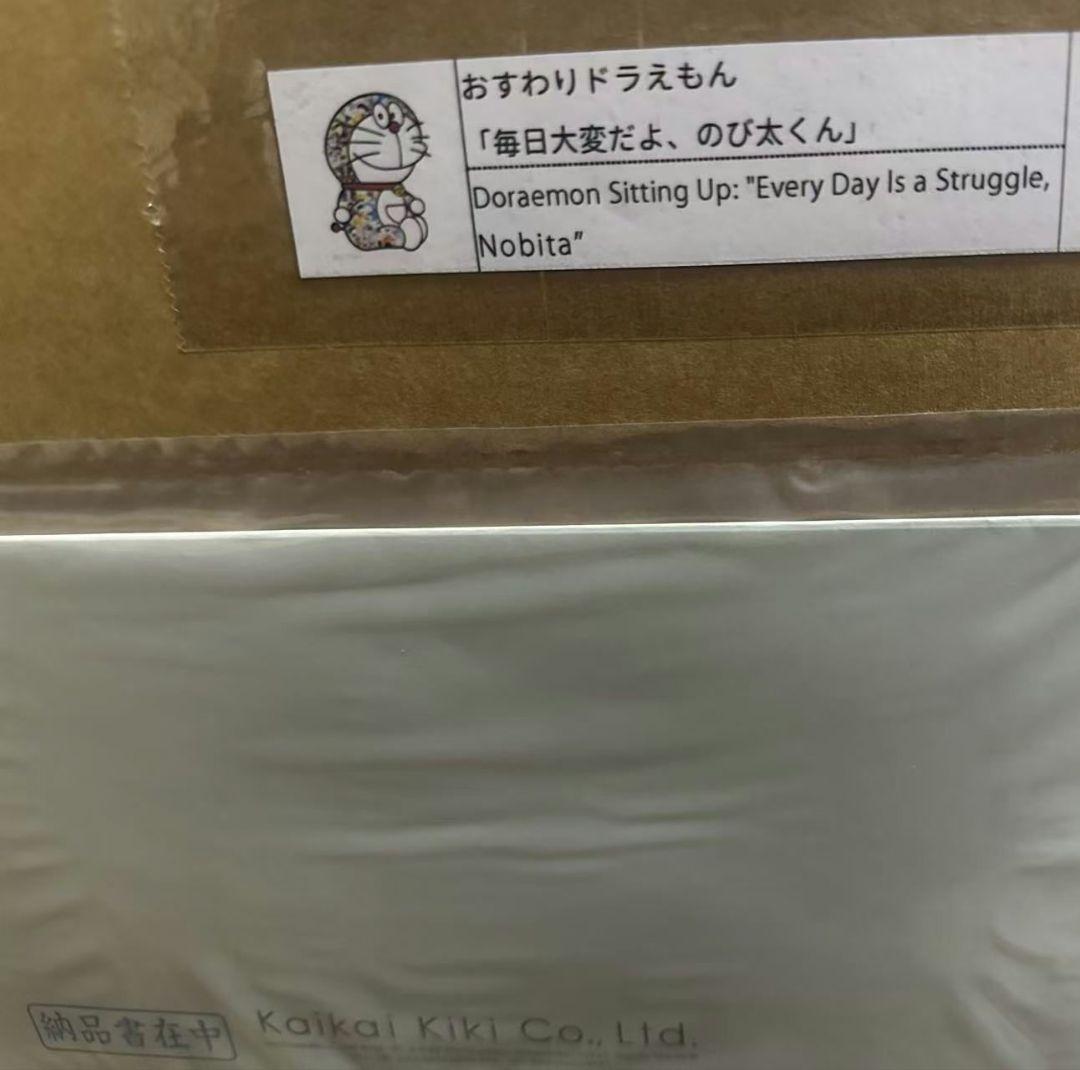 おすわりドラえもん
「毎日大変だよ、のび太くん」
Doraemon Sitting Up: "Every Day Is a Struggle,
Nobita"
納品書在中 Kaikai Kiki Co., Ltd.